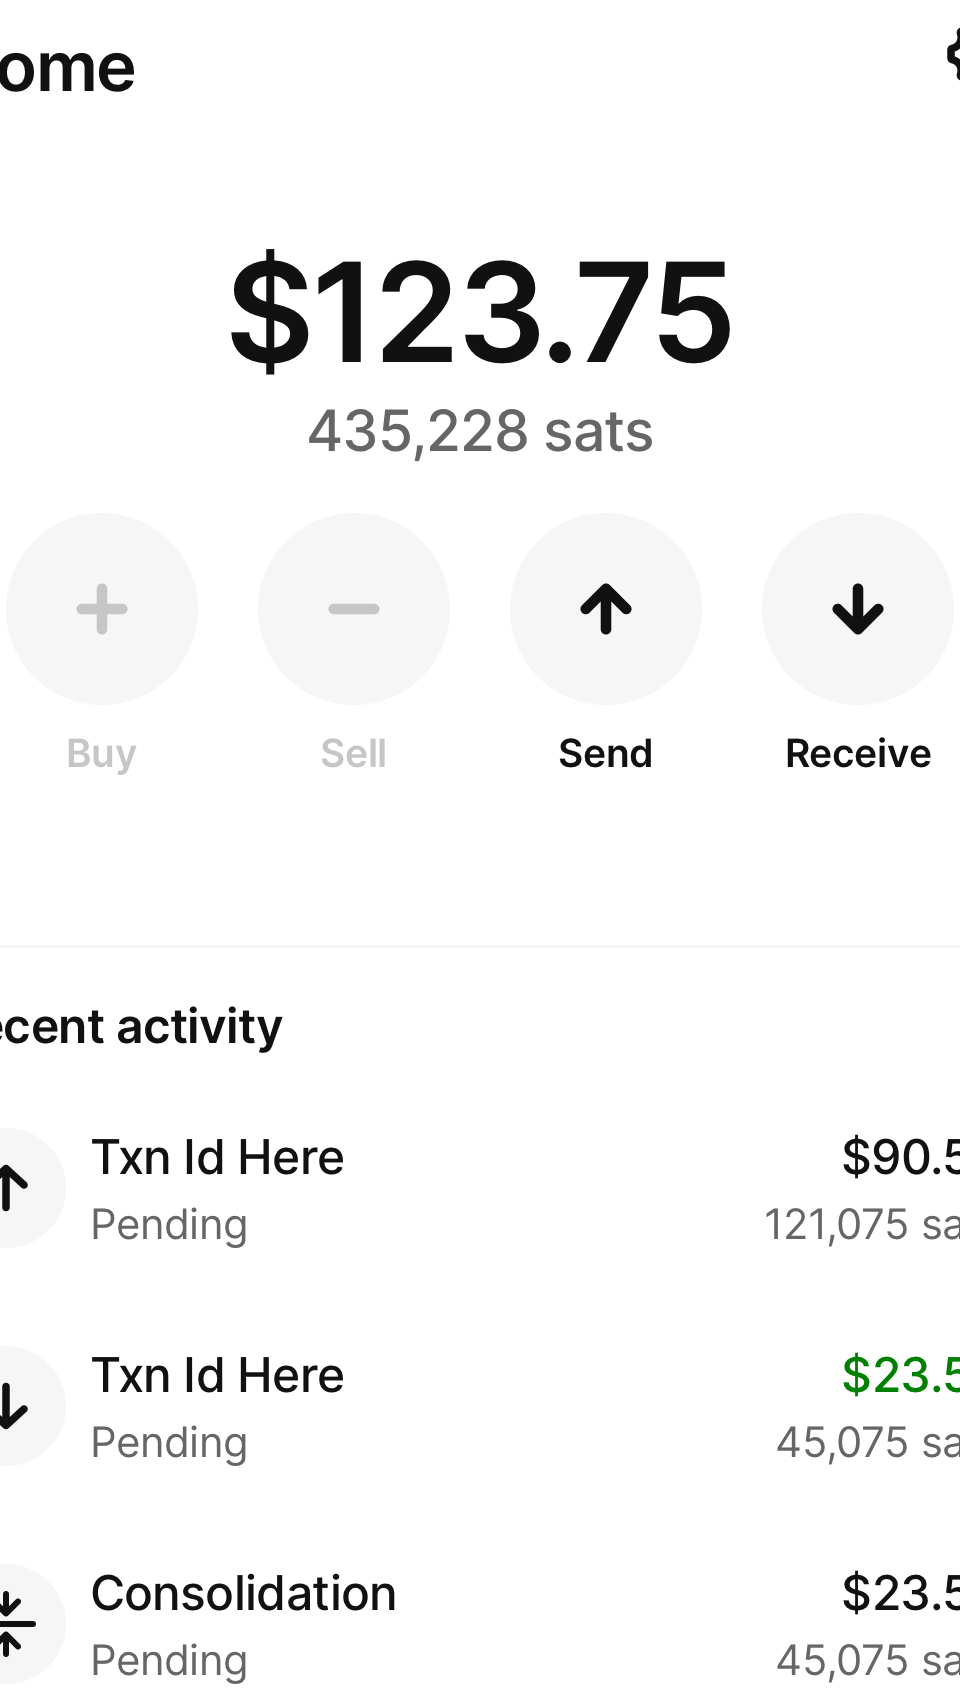 ome
$123.75
435,228 sats
Buy Sell Send Receive
ecent activity
Txn Id Here $90.5
Pending 121,075 sa
Txn Id Here $23.5
Pending 45,075 sa
Consolidation $23.5
Pending 45,075 sa